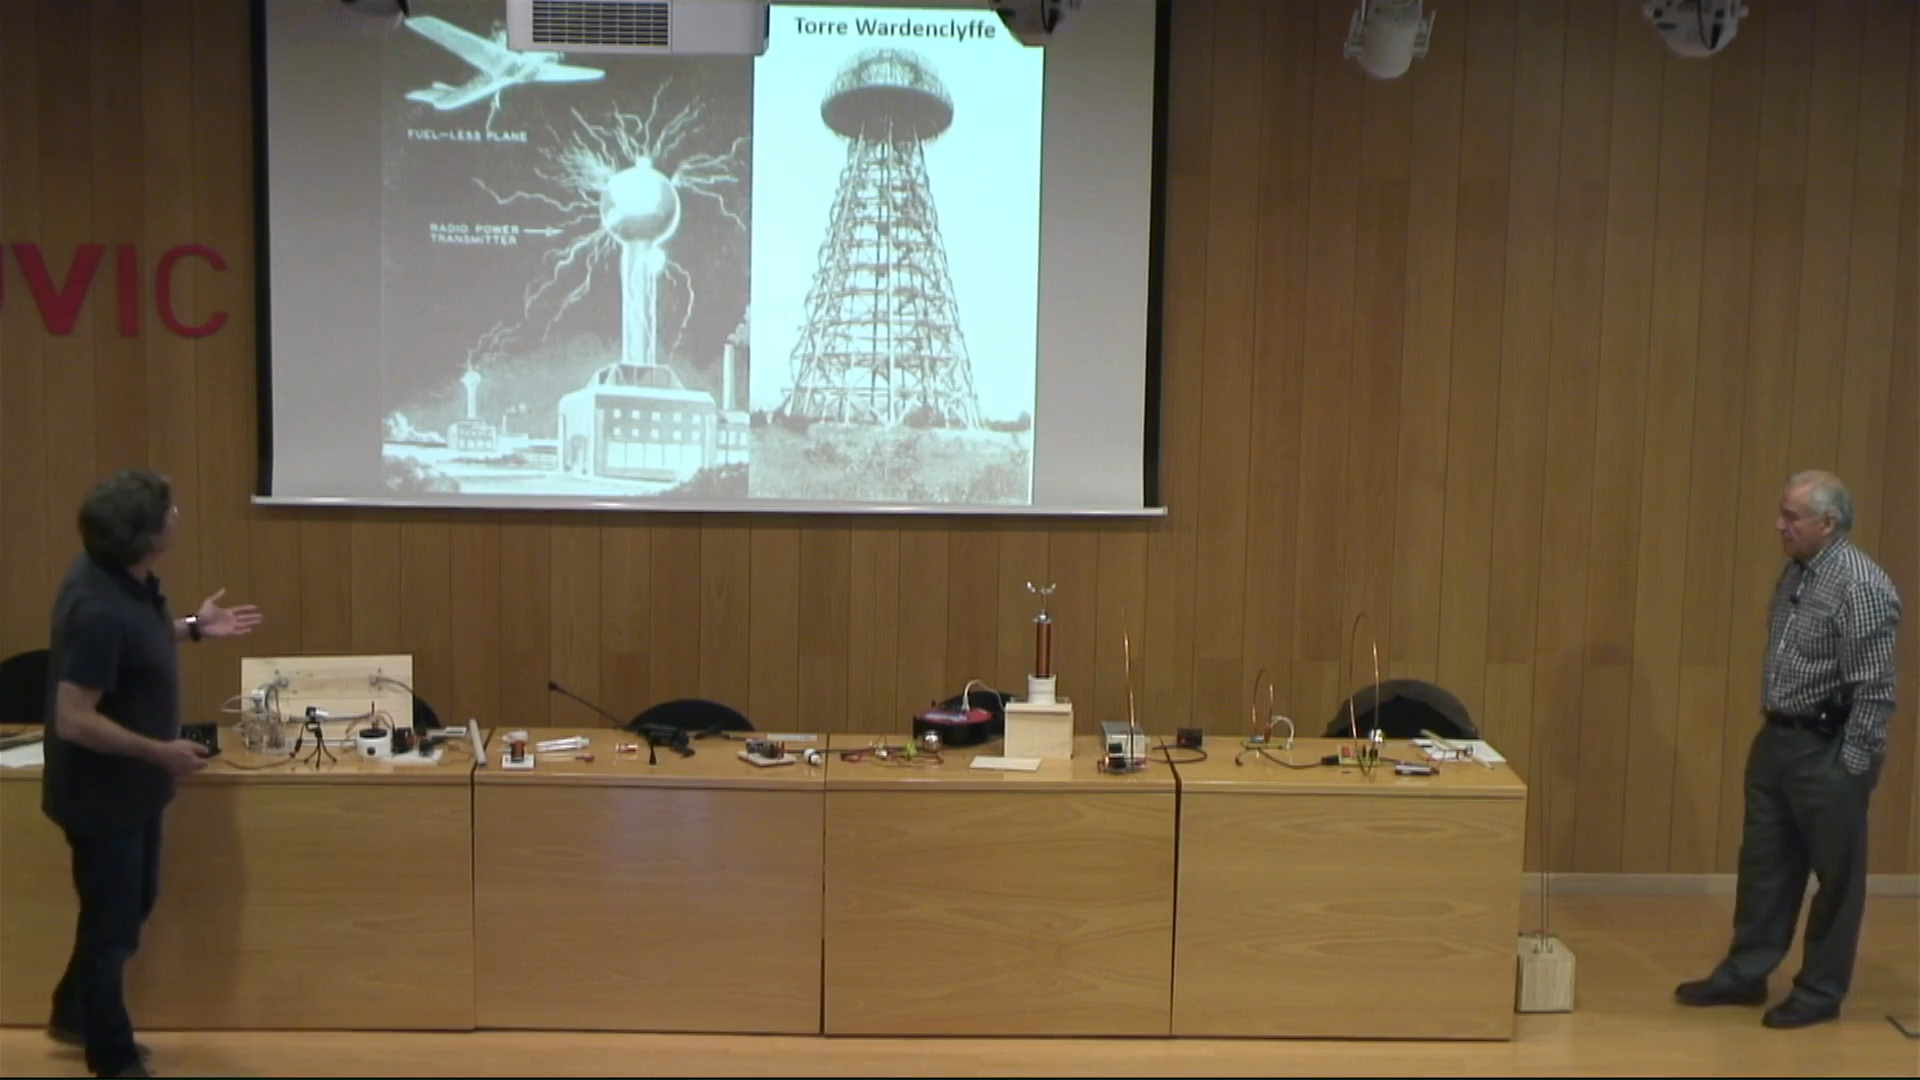 Torre Wardenclyffe
FUEL-LESS PLANE
RADIO POWER
TRANSMITTER
UVIC